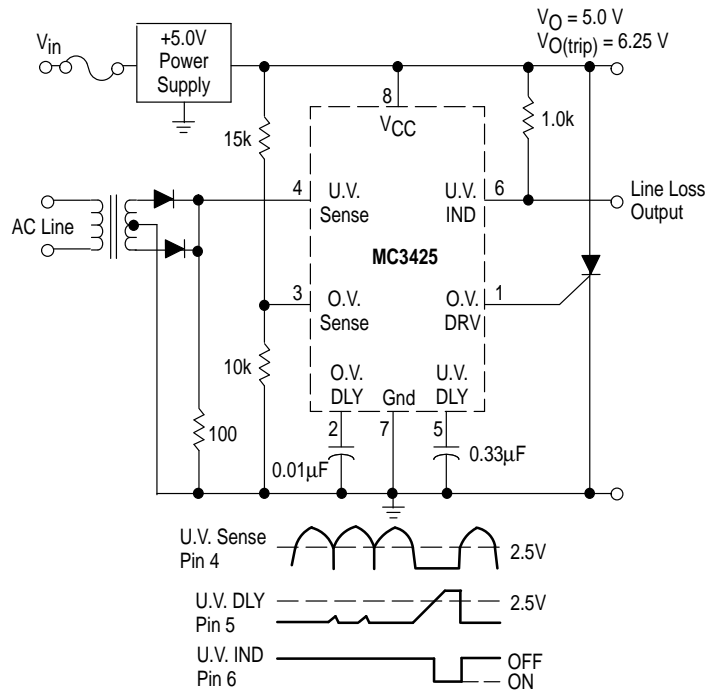 V_O = 5.0 V
V_O(trip) = 6.25 V
V_in
+5.0V
Power
Supply
8
V_CC
15k
1.0k
4
U.V.
Sense
U.V.
IND
6
Line Loss
Output
AC Line
MC3425
3
O.V.
Sense
O.V.
DRV
1
10k
O.V.
DLY
Gnd
U.V.
DLY
2
7
5
100
0.01μF
0.33μF
U.V. Sense
Pin 4
2.5V
U.V. DLY
Pin 5
2.5V
U.V. IND
Pin 6
OFF
ON